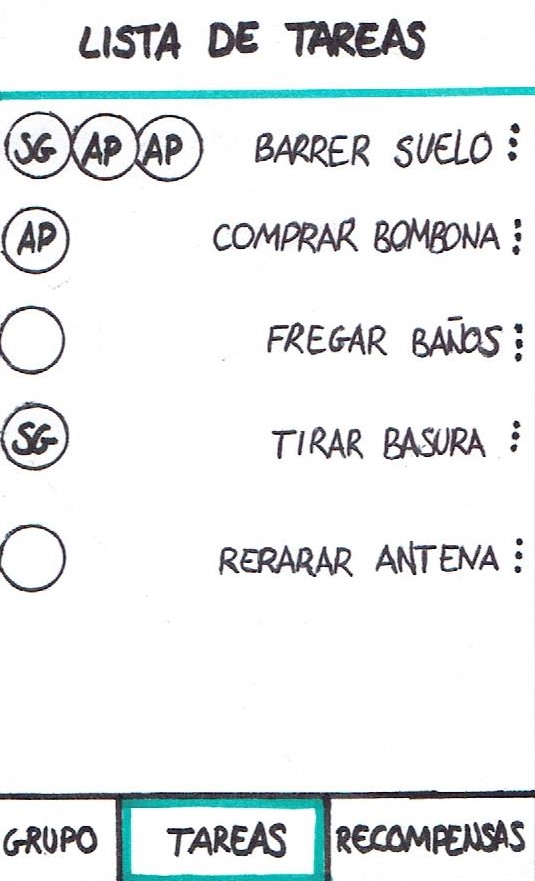 LISTA DE TAREAS
SG AP AP BARRER SUELO
AP COMPRAR BOMBONA
FREGAR BAÑOS
SG TIRAR BASURA
RERARAR ANTENA
GRUPO TAREAS RECOMPENSAS